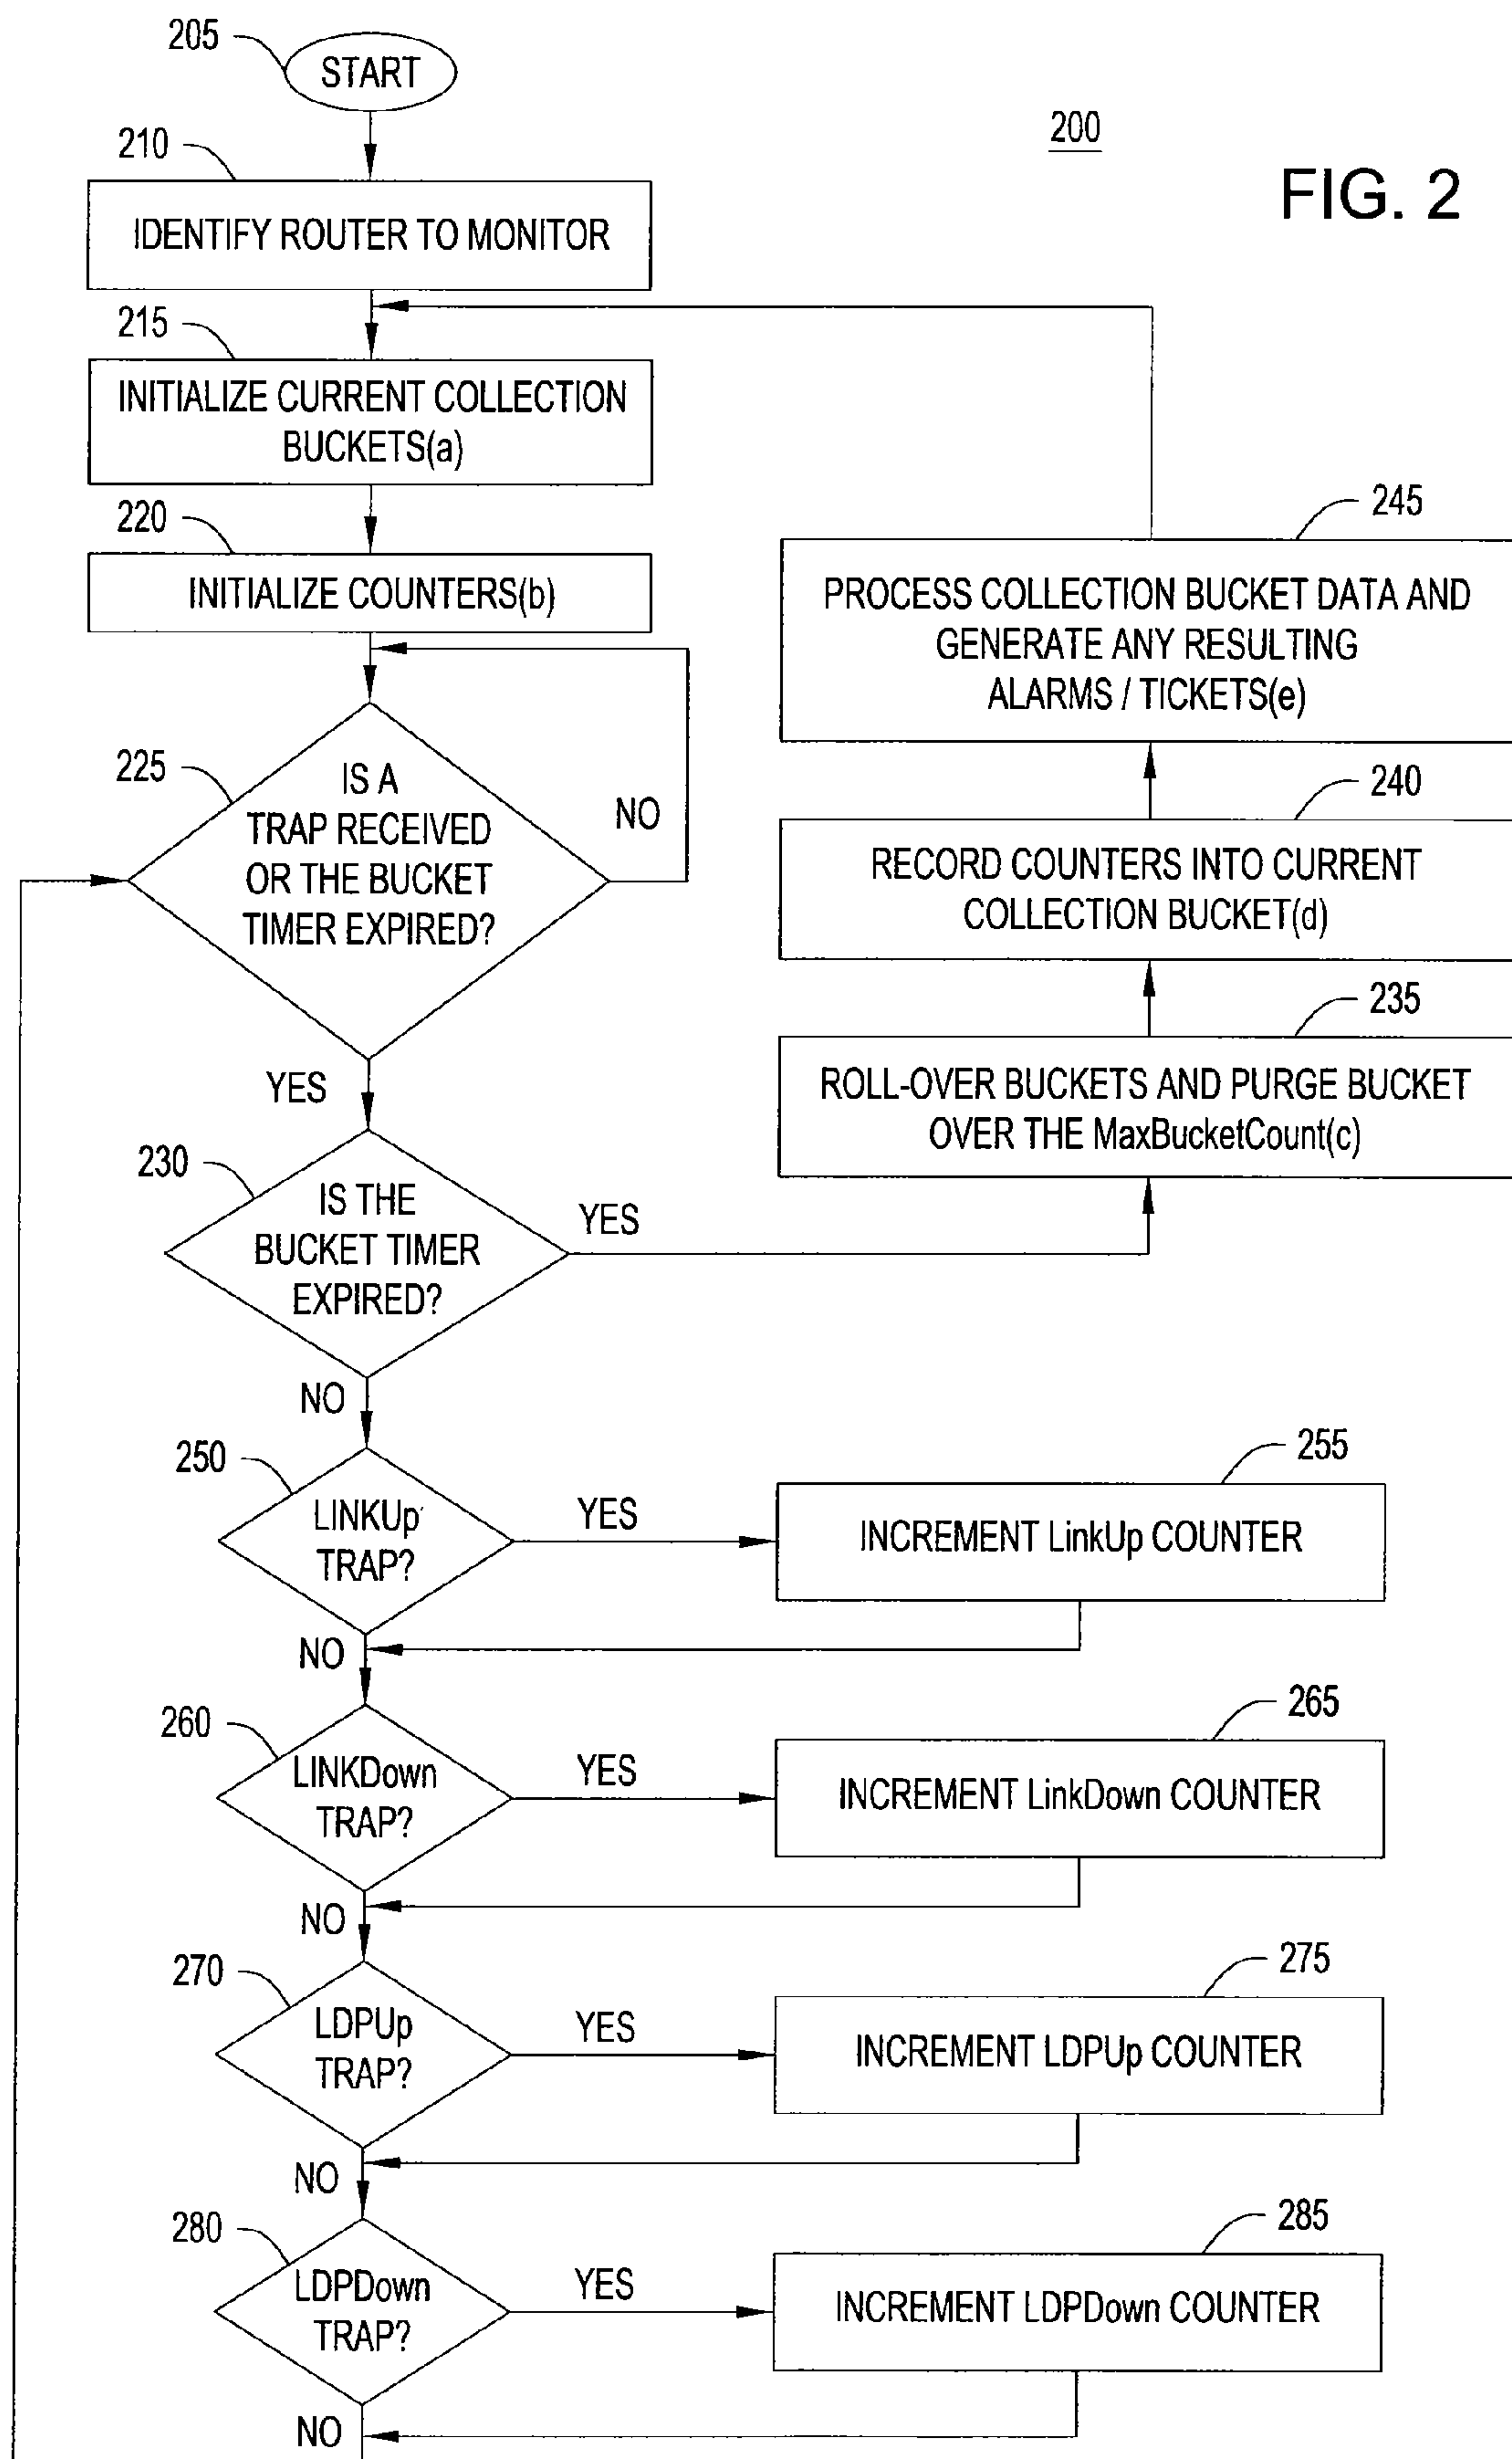 205
START
200
FIG. 2
210
IDENTIFY ROUTER TO MONITOR
215
INITIALIZE CURRENT COLLECTION
BUCKETS(a)
220
INITIALIZE COUNTERS(b)
225
IS A
TRAP RECEIVED
OR THE BUCKET
TIMER EXPIRED?
NO
YES
245
PROCESS COLLECTION BUCKET DATA AND
GENERATE ANY RESULTING
ALARMS / TICKETS(e)
240
RECORD COUNTERS INTO CURRENT
COLLECTION BUCKET(d)
235
ROLL-OVER BUCKETS AND PURGE BUCKET
OVER THE MaxBucketCount(c)
230
IS THE
BUCKET TIMER
EXPIRED?
YES
NO
250
LINKUp
TRAP?
YES
255
INCREMENT LinkUp COUNTER
NO
260
LINKDown
TRAP?
YES
265
INCREMENT LinkDown COUNTER
NO
270
LDPUp
TRAP?
YES
275
INCREMENT LDPUp COUNTER
NO
280
LDPDown
TRAP?
YES
285
INCREMENT LDPDown COUNTER
NO